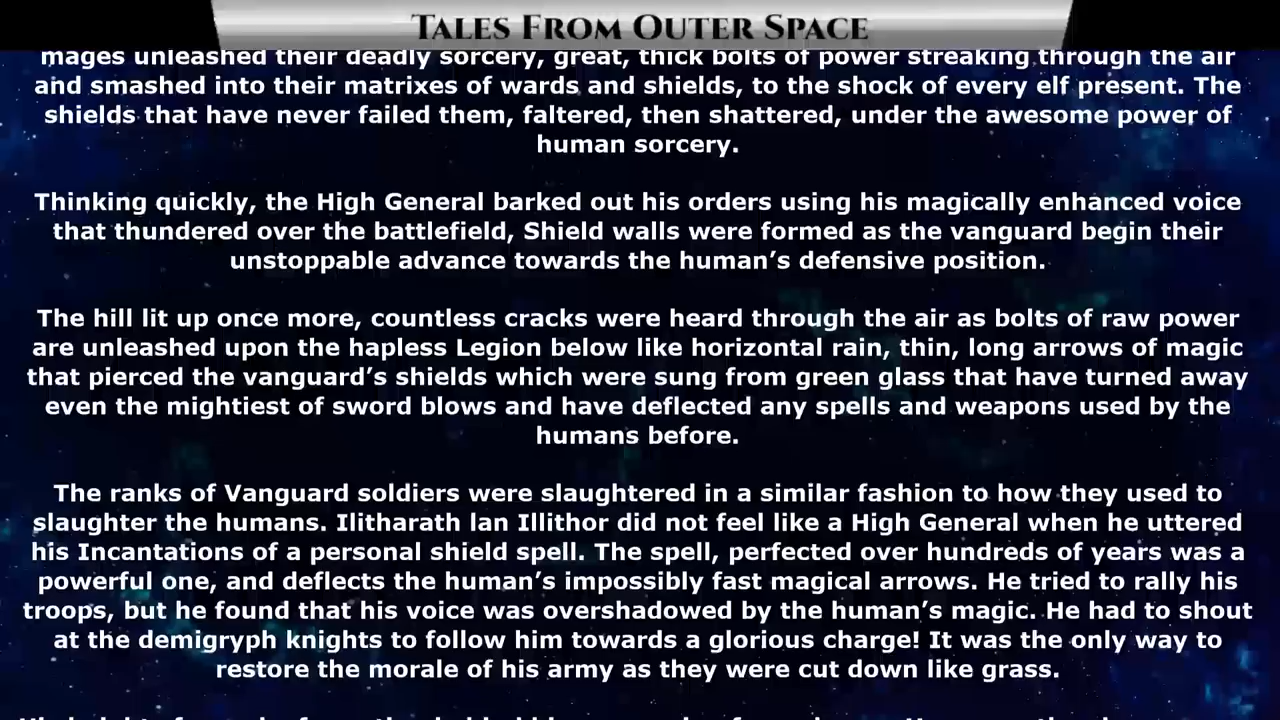 TALES FROM OUTER SPACE
mages unleashed their deadly sorcery, great, thick bolts of power streaking through the air
and smashed into their matrixes of wards and shields, to the shock of every elf present. The
shields that have never failed them, faltered, then shattered, under the awesome power of
human sorcery.
Thinking quickly, the High General barked out his orders using his magically enhanced voice
that thundered over the battlefield, Shield walls were formed as the vanguard begin their
unstoppable advance towards the human’s defensive position.
The hill lit up once more, countless cracks were heard through the air as bolts of raw power
are unleashed upon the hapless Legion below like horizontal rain, thin, long arrows of magic
that pierced the vanguard’s shields which were sung from green glass that have turned away
even the mightiest of sword blows and have deflected any spells and weapons used by the
humans before.
The ranks of Vanguard soldiers were slaughtered in a similar fashion to how they used to
slaughter the humans. Ilitharath lan Illithor did not feel like a High General when he uttered
his Incantations of a personal shield spell. The spell, perfected over hundreds of years was a
powerful one, and deflects the human’s impossibly fast magical arrows. He tried to rally his
troops, but he found that his voice was overshadowed by the human’s magic. He had to shout
at the demigryph knights to follow him towards a glorious charge! It was the only way to
restore the morale of his army as they were cut down like grass.